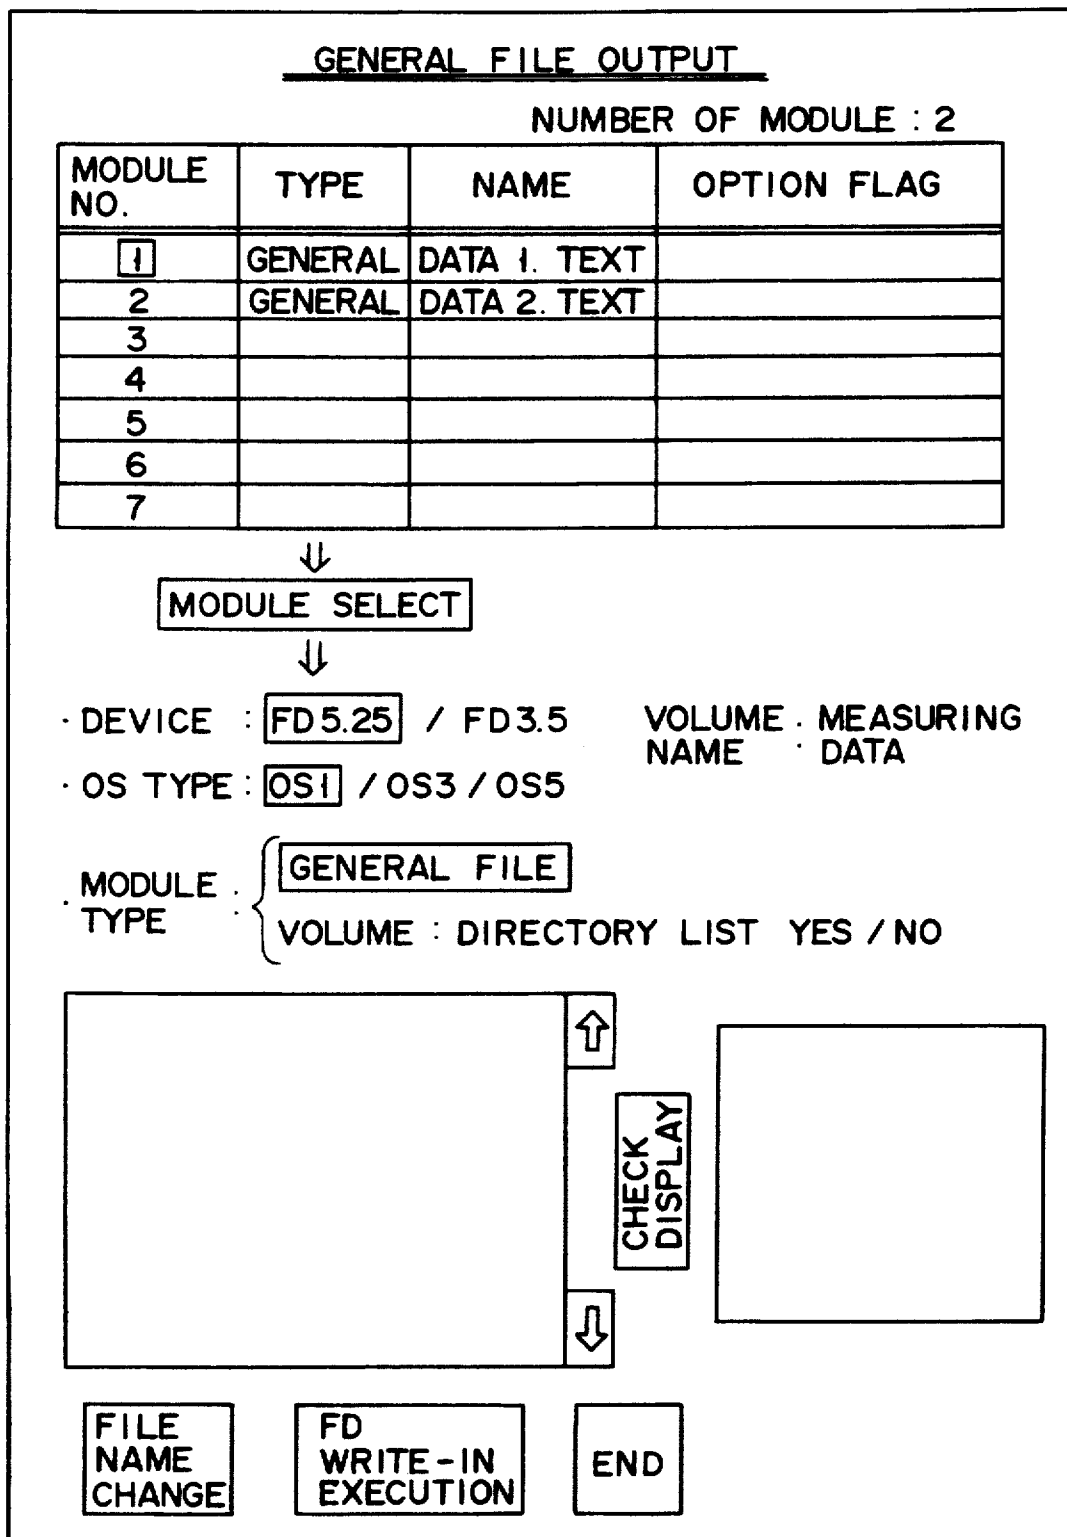 GENERAL FILE OUTPUT
NUMBER OF MODULE : 2
MODULE NO. TYPE NAME OPTION FLAG
1 GENERAL DATA 1. TEXT
2 GENERAL DATA 2. TEXT
3
4
5
6
7
⇓
MODULE SELECT
⇓
· DEVICE : FD5.25 / FD3.5
VOLUME NAME : MEASURING DATA
· OS TYPE : OS1 / OS3 / OS5
· MODULE TYPE : GENERAL FILE
VOLUME : DIRECTORY LIST YES / NO
CHECK
DISPLAY
FILE
NAME
CHANGE
FD
WRITE-IN
EXECUTION
END